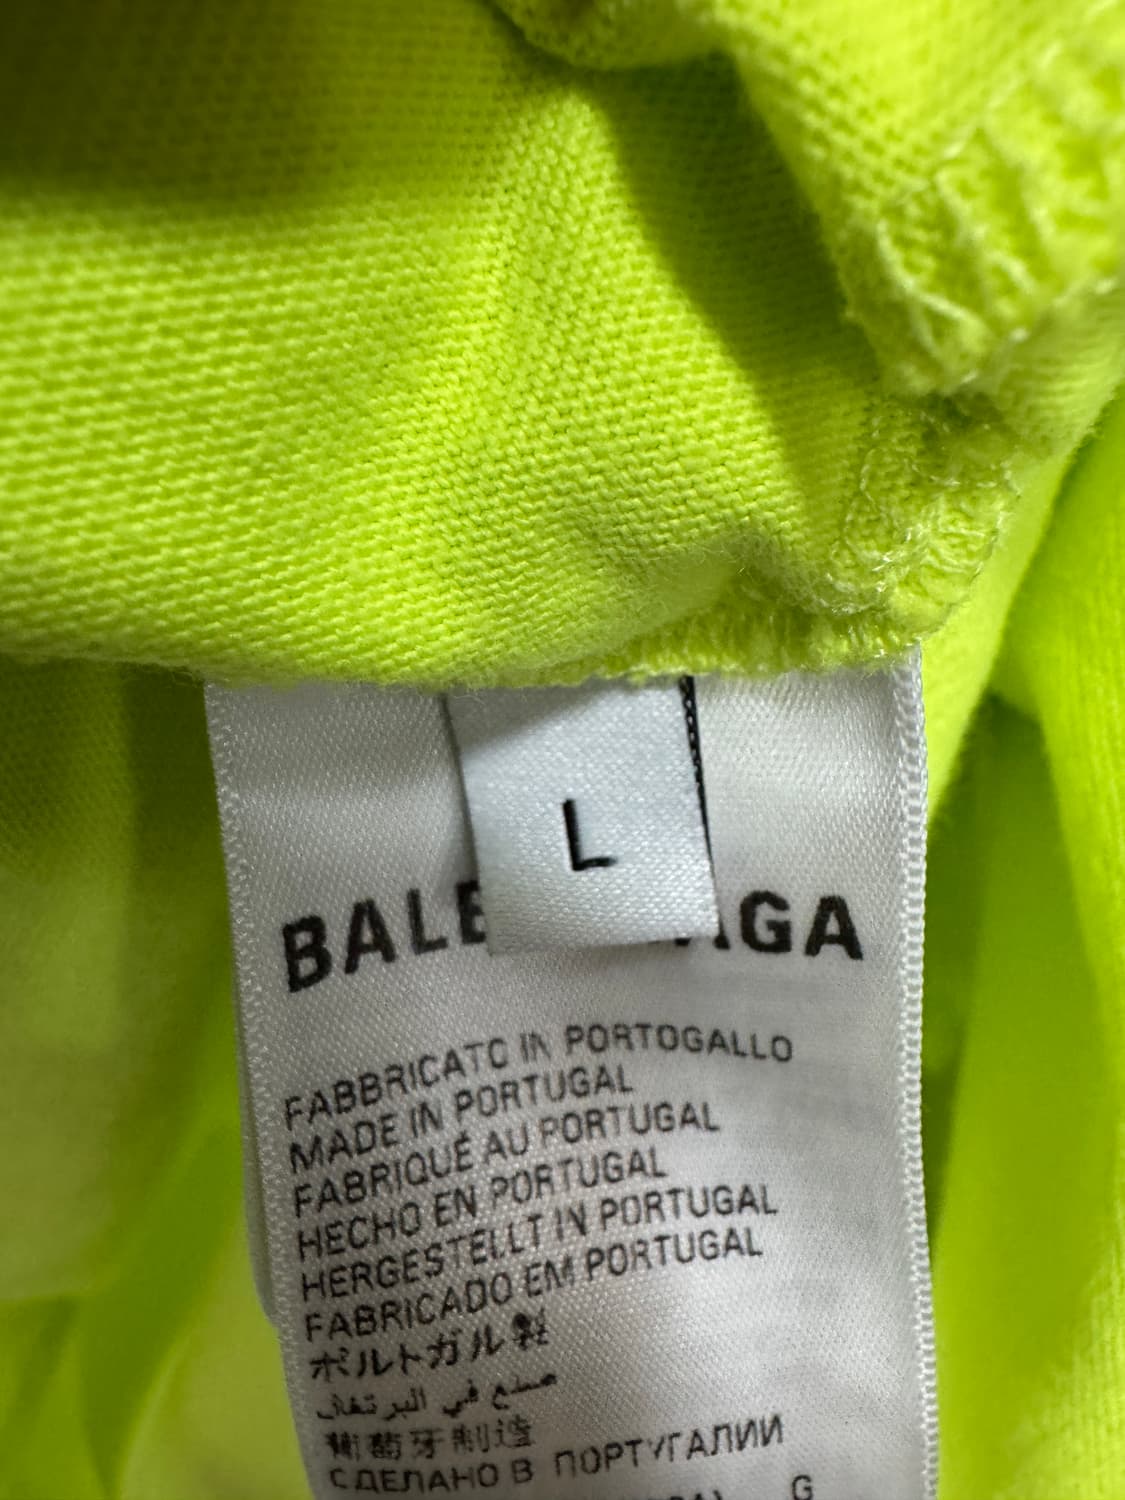 L
BALE AGA
FABBRICATO IN PORTOGALLO
MADE IN PORTUGAL
FABRIQUÉ AU PORTUGAL
HECHO EN PORTUGAL
HERGESTELLT IN PORTUGAL
FABRICADO EM PORTUGAL
ポルトガル製
صنع في البرتغال
葡萄牙制造
СДЕЛАНО В ПОРТУГАЛИИ
G